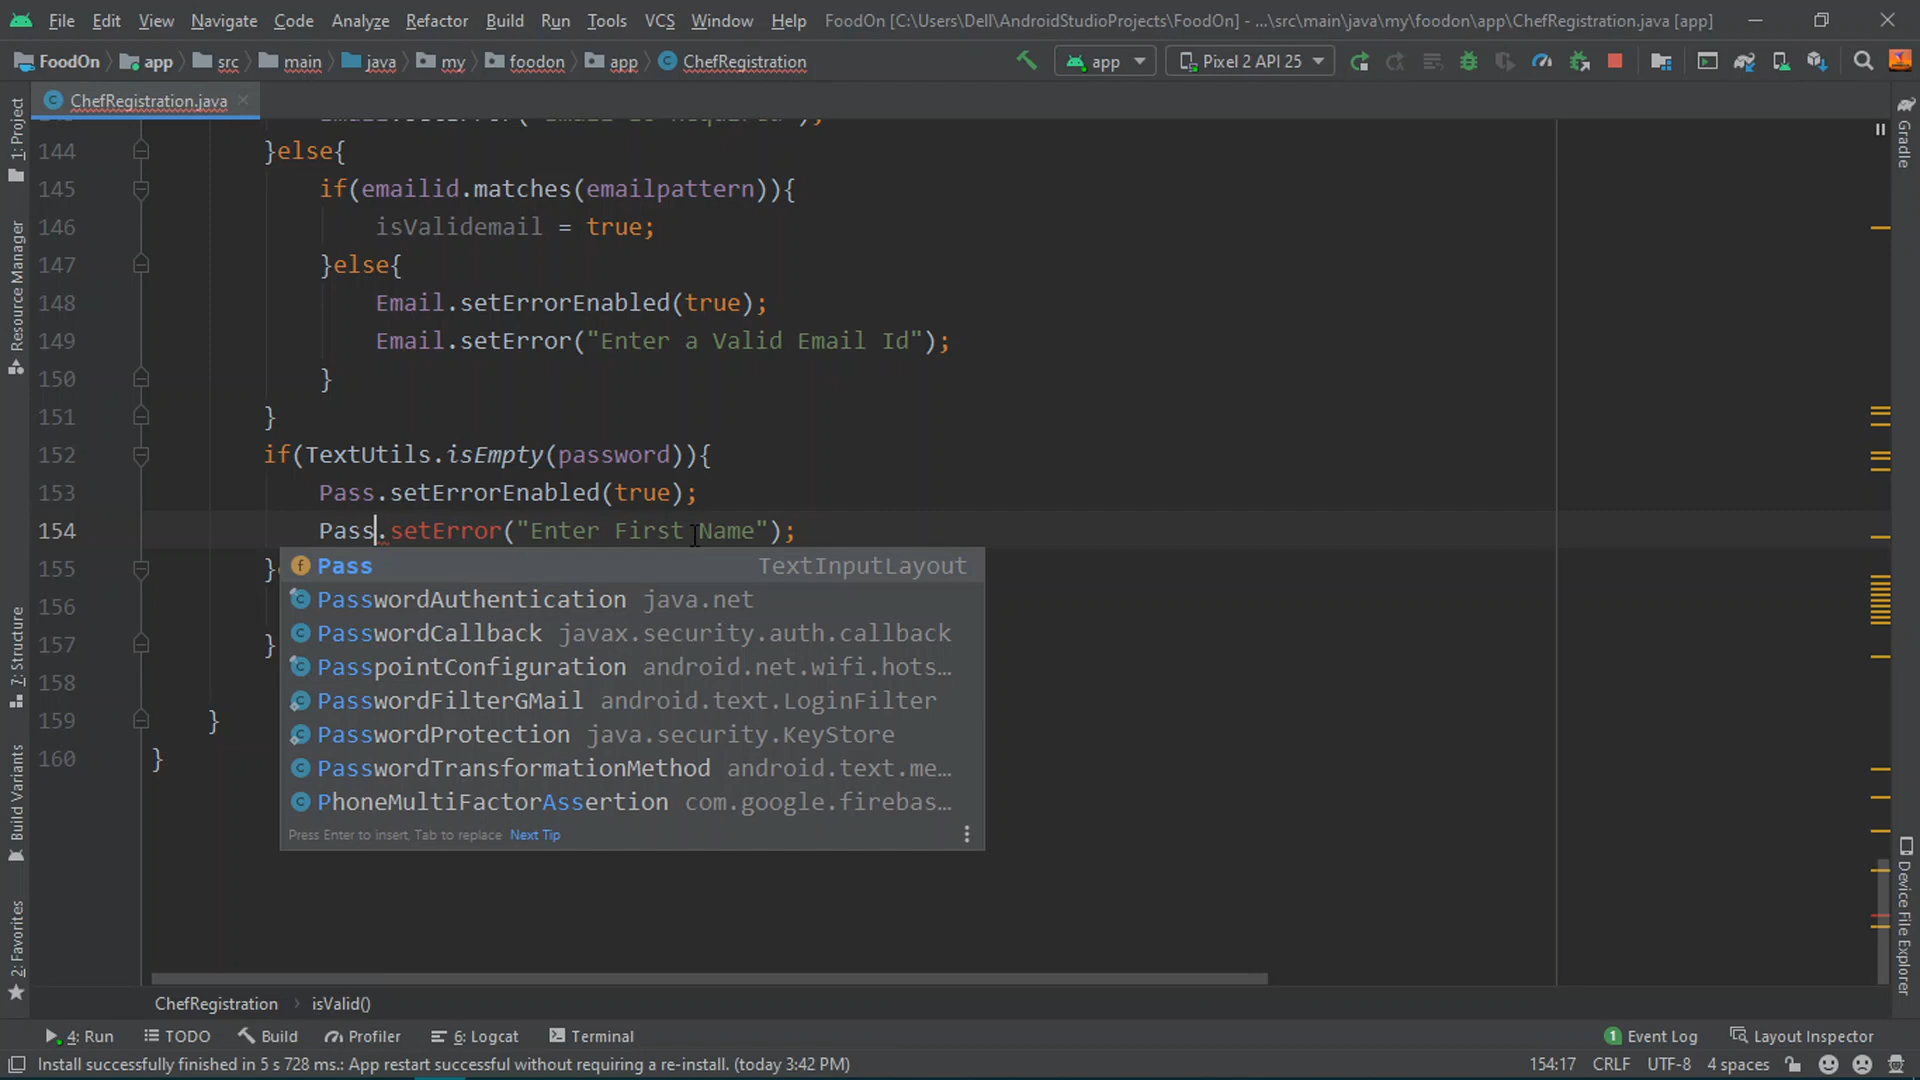 File Edit View Navigate Code Analyze Refactor Build Run Tools VCS Window Help FoodOn [C:\Users\Dell\AndroidStudioProjects\FoodOn] - ...\src\main\java\my\foodon\app\ChefRegistration.java [app]
FoodOn app src main java my foodon app ChefRegistration app Pixel 2 API 25
ChefRegistration.java
144 }else{
145 if(emailid.matches(emailpattern)){
146 isValidemail = true;
147 }else{
148 Email.setErrorEnabled(true);
149 Email.setError("Enter a Valid Email Id");
150 }
151 }
152 if(TextUtils.isEmpty(password)){
153 Pass.setErrorEnabled(true);
154 Pass.setError("Enter First Name");
155 }
156
157 }
158
159 }
160 }
Pass TextInputLayout
PasswordAuthentication java.net
PasswordCallback javax.security.auth.callback
PasspointConfiguration android.net.wifi.hots…
PasswordFilterGMail android.text.LoginFilter
PasswordProtection java.security.KeyStore
PasswordTransformationMethod android.text.me…
PhoneMultiFactorAssertion com.google.firebas…
Press Enter to insert, Tab to replace Next Tip
1: Project
Resource Manager
7: Structure
Build Variants
2: Favorites
Gradle
Device File Explorer
ChefRegistration › isValid()
4: Run TODO Build Profiler 6: Logcat Terminal 1 Event Log Layout Inspector
Install successfully finished in 5 s 728 ms.: App restart successful without requiring a re-install. (today 3:42 PM) 154:17 CRLF UTF-8 4 spaces